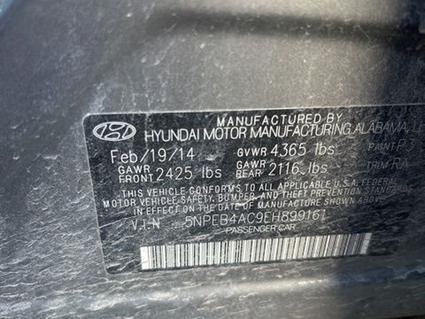 MANUFACTURED BY
HYUNDAI MOTOR MANUFACTURING ALABAMA,
Feb/19/14 GVWR 4365 lbs PAINT
GAWR FRONT 2425 lbs GAWR REAR 2116 lbs TRIM
THIS VEHICLE CONFORMS TO ALL APPLICABLE U.S.A. FEDERAL
MOTOR VEHICLE SAFETY, BUMPER, AND THEFT PREVENTION STANDARDS
IN EFFECT ON THE DATE OF MANUFACTURE SHOWN ABOVE.
V.I.N 5NPEB4AC9EH899161
PASSENGER CAR